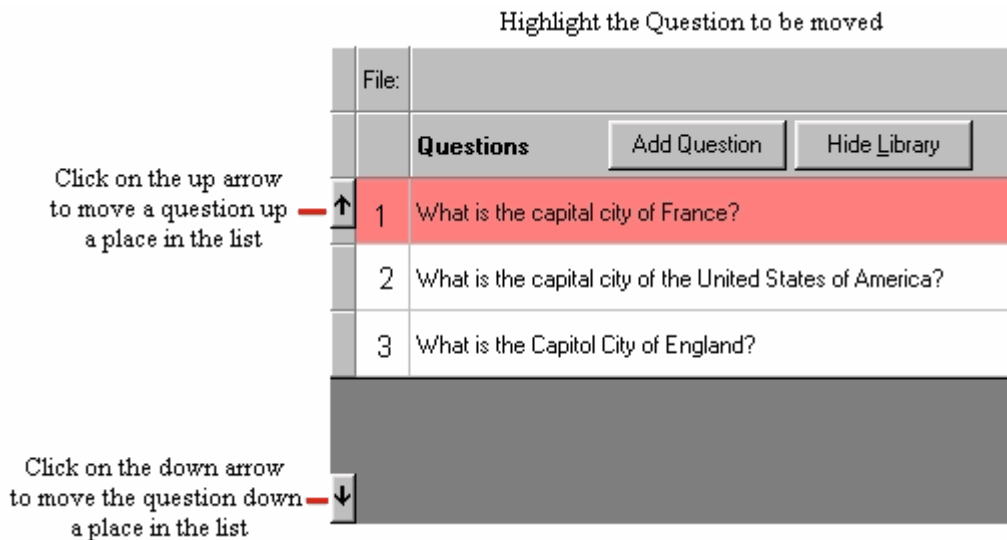 Highlight the Question to be moved
File:
Questions Add Question Hide Library
Click on the up arrow
to move a question up
a place in the list
↑ 1 What is the capital city of France?
2 What is the capital city of the United States of America?
3 What is the Capitol City of England?
Click on the down arrow
to move the question down
a place in the list
↓